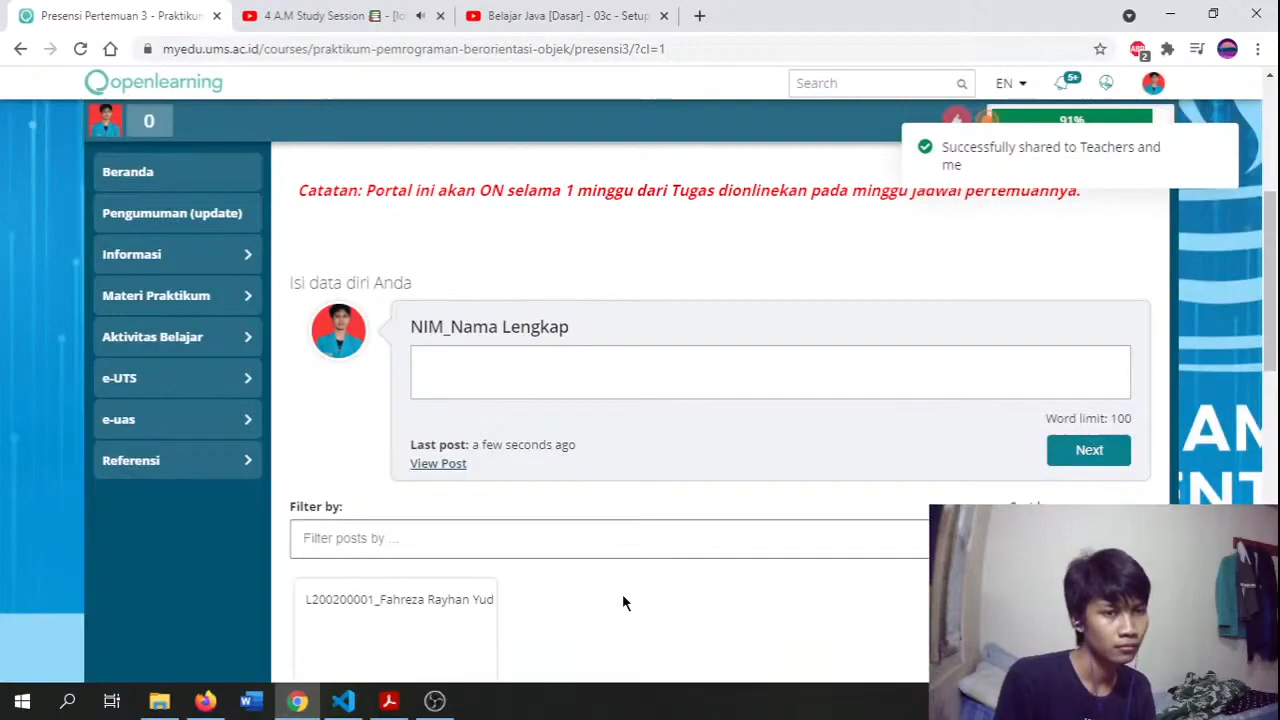 Presensi Pertemuan 3 - Praktikum
4 A.M Study Session
Belajar Java [Dasar] - 03c - Setup
myedu.ums.ac.id/courses/praktikum-pemrograman-berorientasi-objek/presensi3/?cl=1
ABP
2
openlearning
Search
EN
5+
0
91%
Successfully shared to Teachers and
me
Beranda
Pengumuman (update)
Informasi
Materi Praktikum
Aktivitas Belajar
e-UTS
e-uas
Referensi
Catatan: Portal ini akan ON selama 1 minggu dari Tugas dionlinekan pada minggu jadwal pertemuannya.
Isi data diri Anda
NIM_Nama Lengkap
Word limit: 100
Last post: a few seconds ago
View Post
Next
Filter by:
Filter posts by ...
L200200001_Fahreza Rayhan Yud